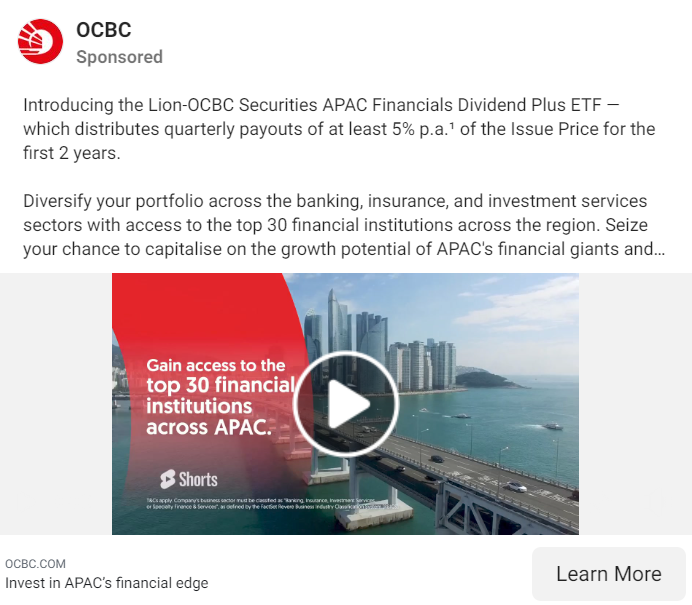 OCBC
Sponsored
Introducing the Lion-OCBC Securities APAC Financials Dividend Plus ETF —
which distributes quarterly payouts of at least 5% p.a.¹ of the Issue Price for the
first 2 years.
Diversify your portfolio across the banking, insurance, and investment services
sectors with access to the top 30 financial institutions across the region. Seize
your chance to capitalise on the growth potential of APAC's financial giants and...
Gain access to the
top 30 financial
institutions
across APAC.
Shorts
T&Cs apply. Company's business sector must be classified as "Banking, Insurance, Investment Services
or Specialty Finance & Services", as defined by the FactSet Revere Business Industry Classification
OCBC.COM
Invest in APAC's financial edge
Learn More